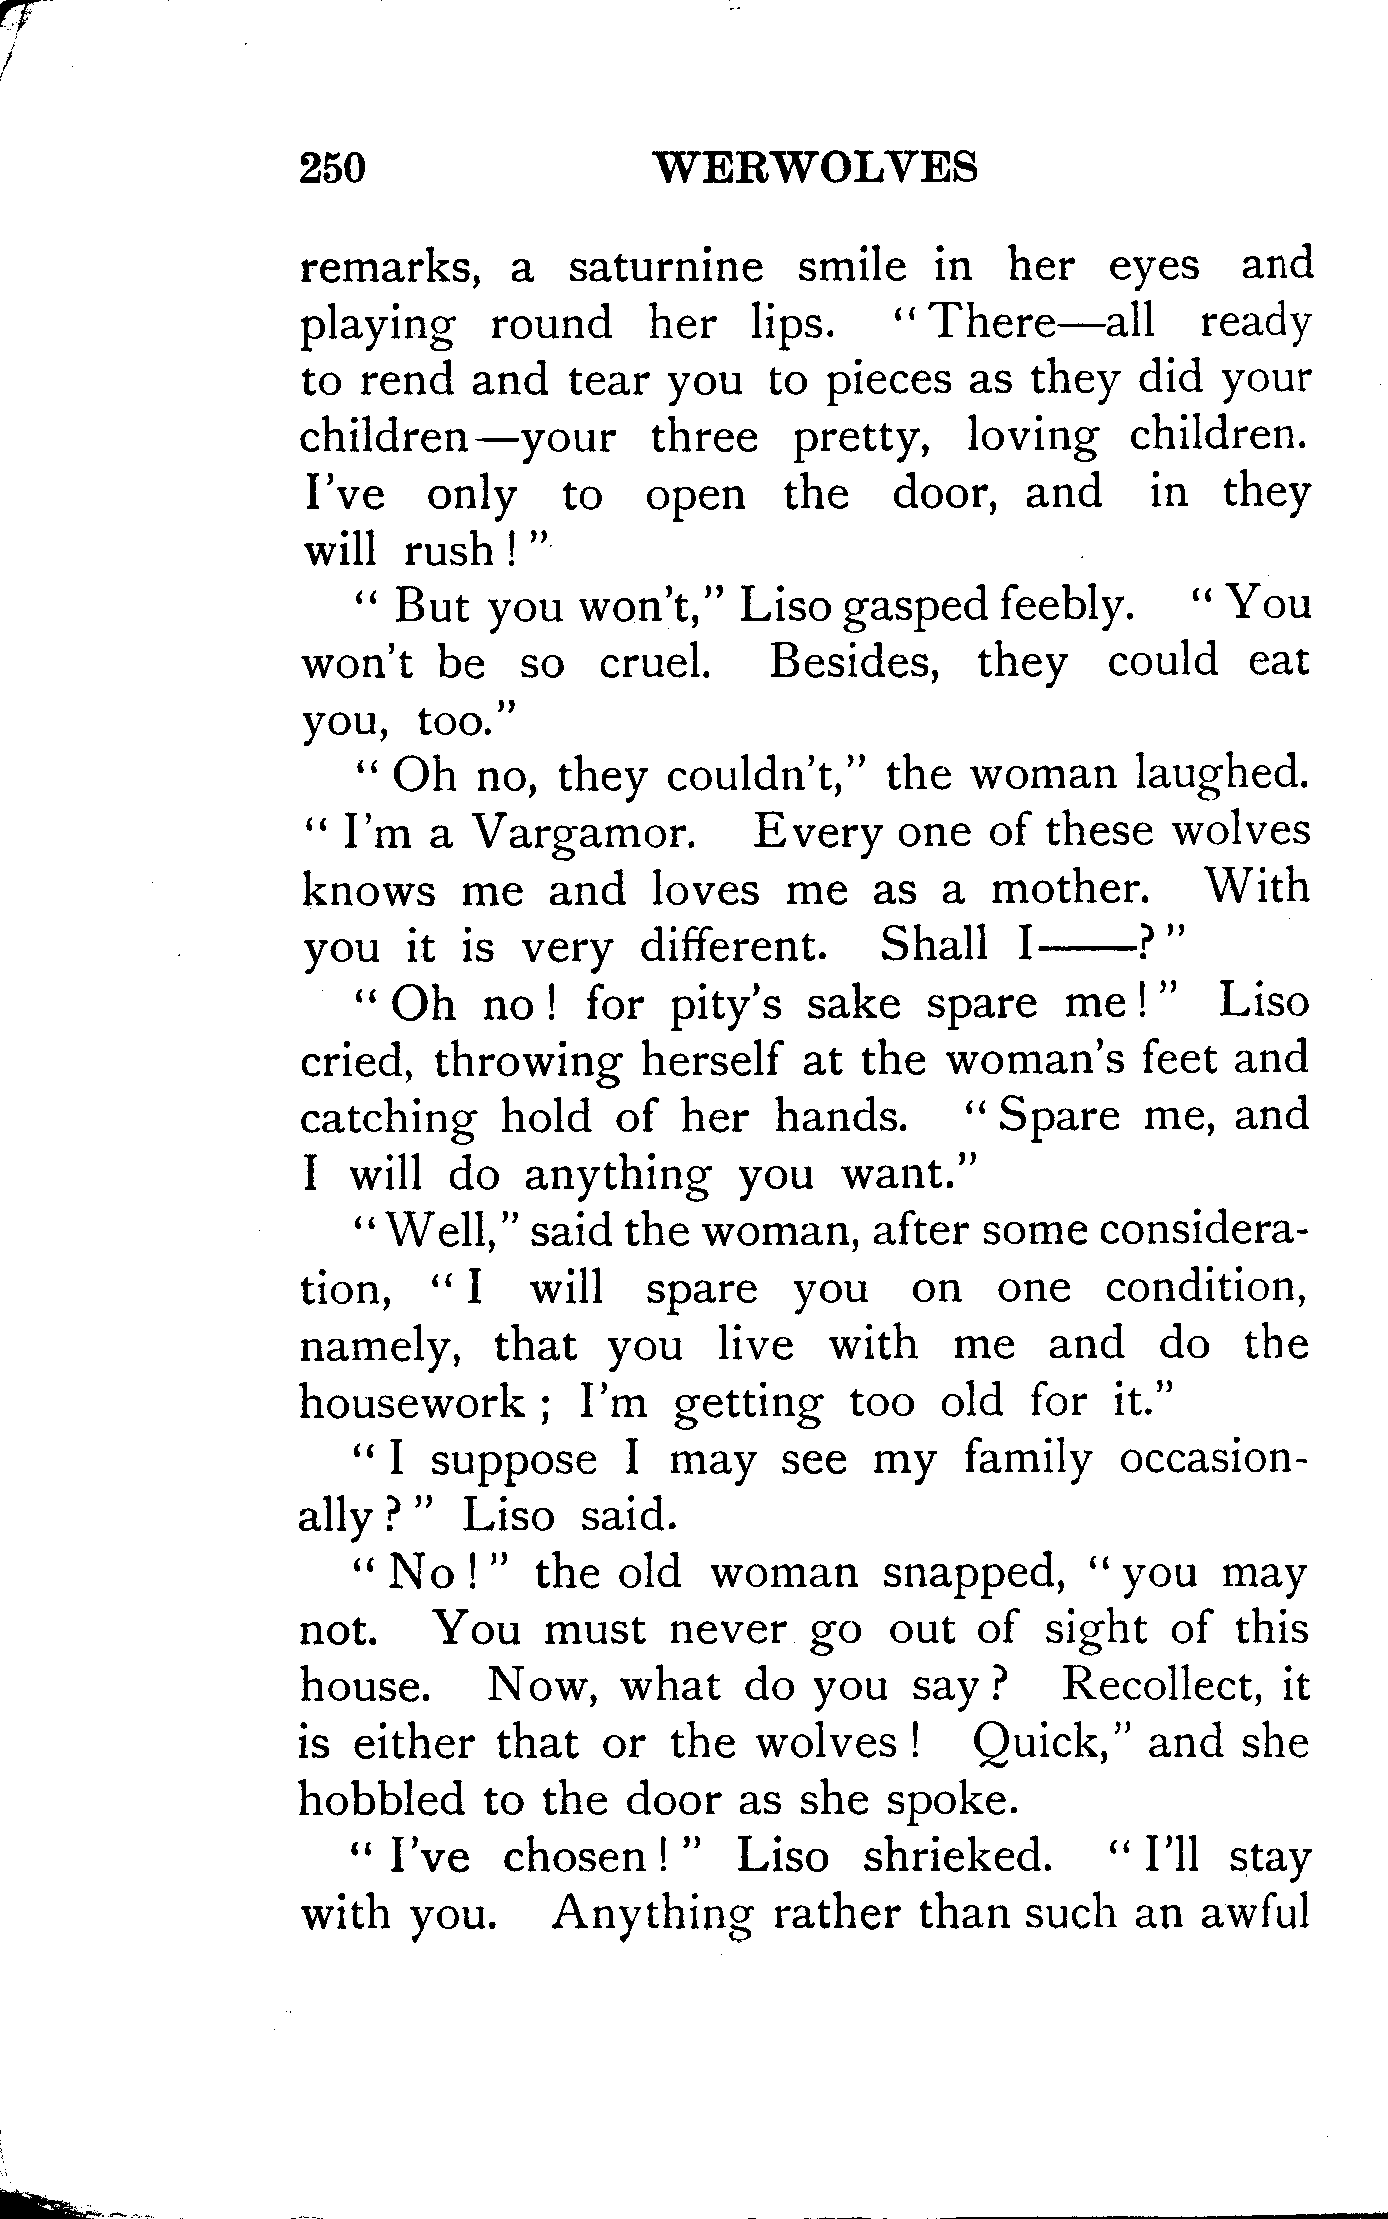 250 WERWOLVES
remarks, a saturnine smile in her eyes and
playing round her lips. "There—all ready
to rend and tear you to pieces as they did your
children—your three pretty, loving children.
I've only to open the door, and in they
will rush!"
"But you won't," Liso gasped feebly. "You
won't be so cruel. Besides, they could eat
you, too."
"Oh no, they couldn't," the woman laughed.
"I'm a Vargamor. Every one of these wolves
knows me and loves me as a mother. With
you it is very different. Shall I——?"
"Oh no! for pity's sake spare me!" Liso
cried, throwing herself at the woman's feet and
catching hold of her hands. "Spare me, and
I will do anything you want."
"Well," said the woman, after some considera-
tion, "I will spare you on one condition,
namely, that you live with me and do the
housework; I'm getting too old for it."
"I suppose I may see my family occasion-
ally?" Liso said.
"No!" the old woman snapped, "you may
not. You must never go out of sight of this
house. Now, what do you say? Recollect, it
is either that or the wolves! Quick," and she
hobbled to the door as she spoke.
"I've chosen!" Liso shrieked. "I'll stay
with you. Anything rather than such an awful